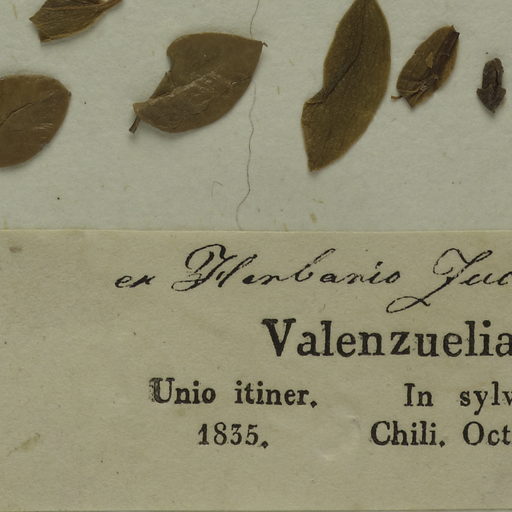 ex Herbario
Valenzuelia
Unio itiner. In sylv
1835. Chili. Oct